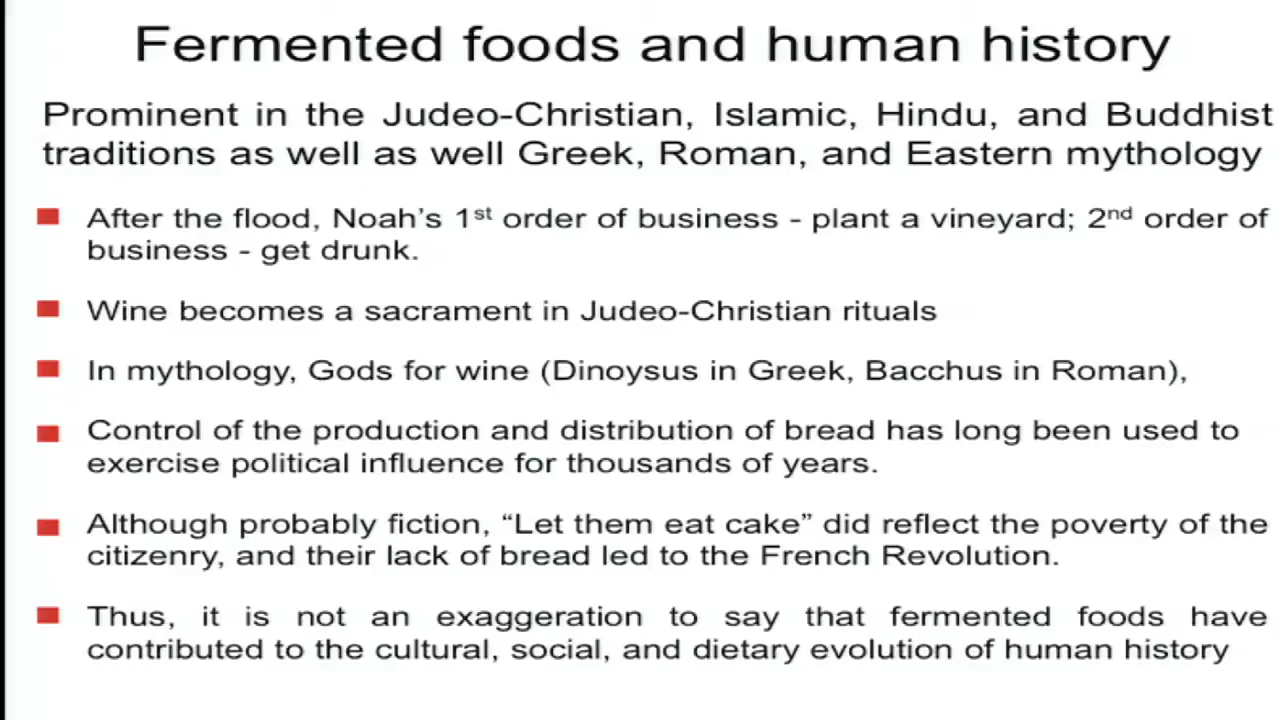 Fermented foods and human history
Prominent in the Judeo-Christian, Islamic, Hindu, and Buddhist
traditions as well as well Greek, Roman, and Eastern mythology
After the flood, Noah's 1st order of business - plant a vineyard; 2nd order of
business - get drunk.
Wine becomes a sacrament in Judeo-Christian rituals
In mythology, Gods for wine (Dinoysus in Greek, Bacchus in Roman),
Control of the production and distribution of bread has long been used to
exercise political influence for thousands of years.
Although probably fiction, “Let them eat cake” did reflect the poverty of the
citizenry, and their lack of bread led to the French Revolution.
Thus, it is not an exaggeration to say that fermented foods have
contributed to the cultural, social, and dietary evolution of human history